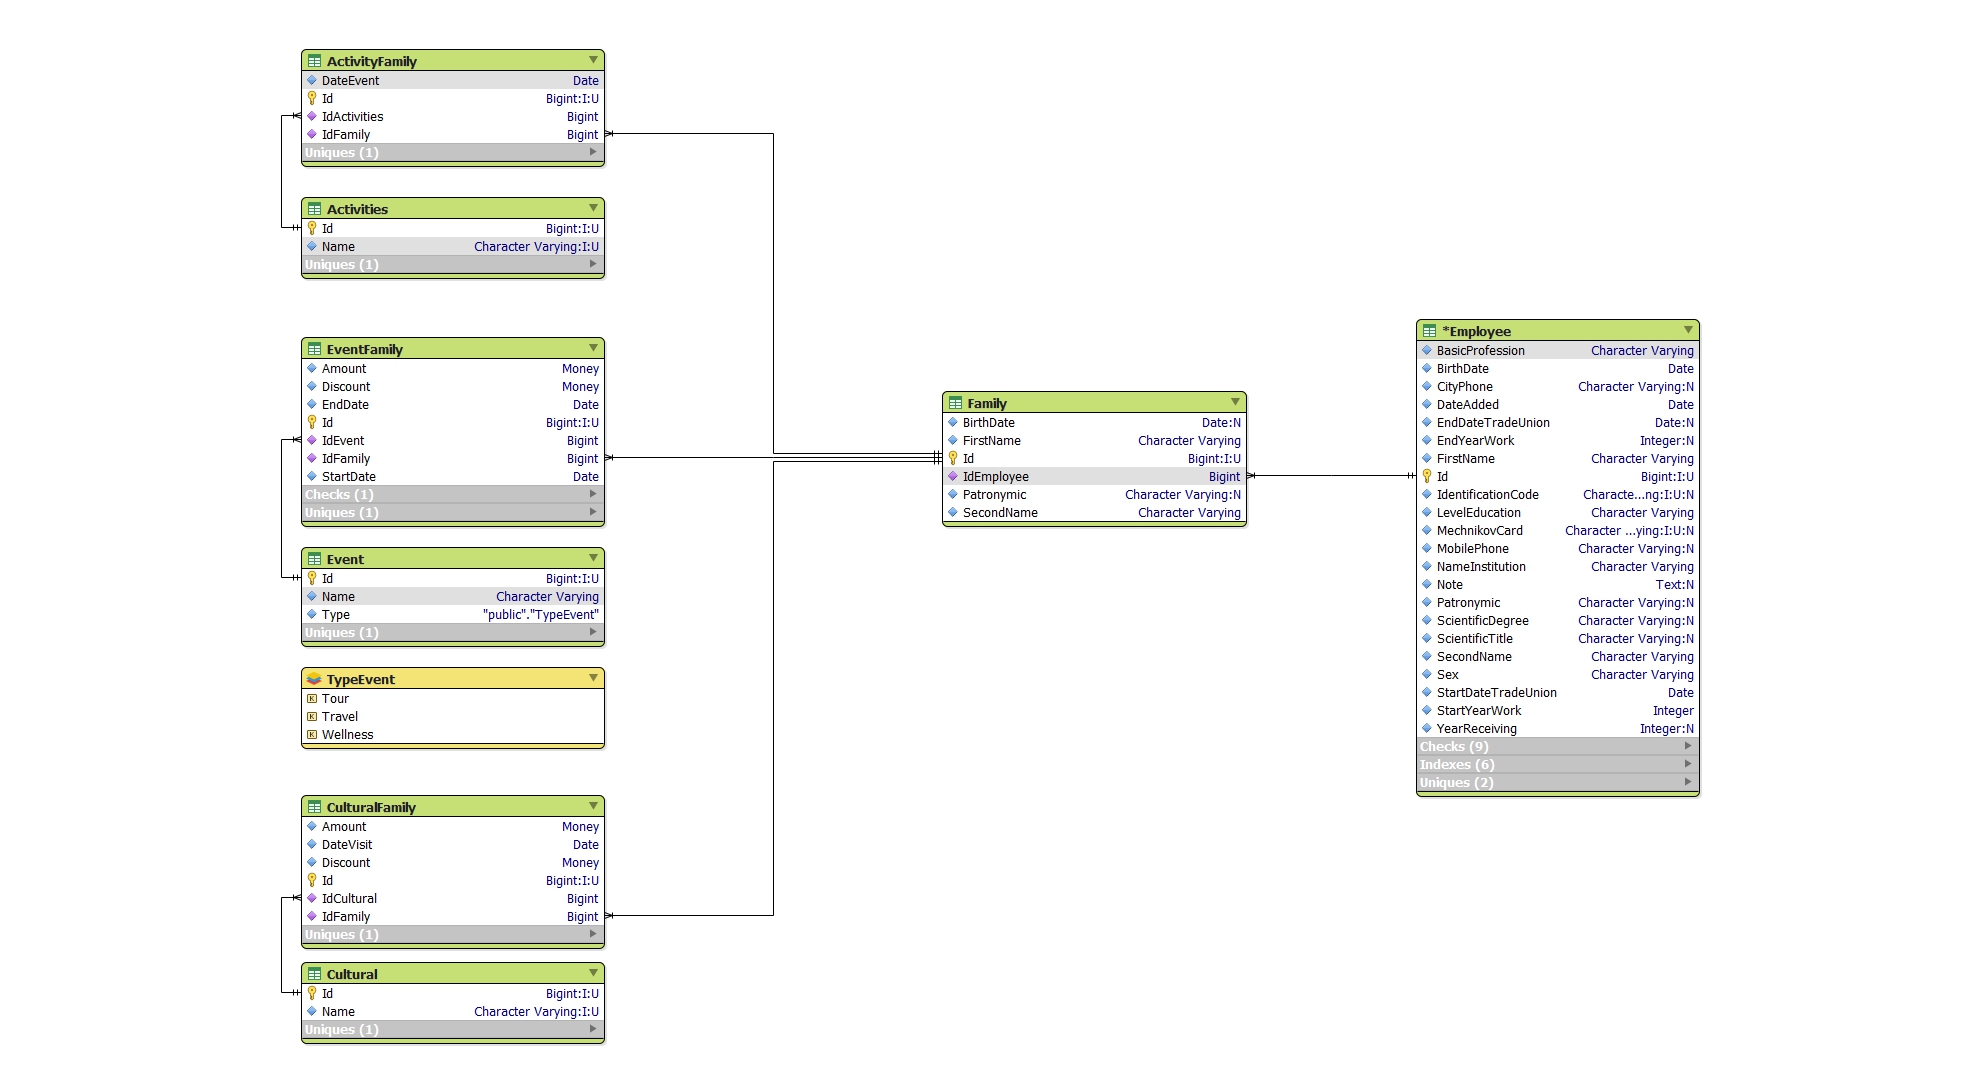 ActivityFamily
DateEvent Date
Id Bigint:I:U
IdActivities Bigint
IdFamily Bigint
Uniques (1)
Activities
Id Bigint:I:U
Name Character Varying:I:U
Uniques (1)
EventFamily
Amount Money
Discount Money
EndDate Date
Id Bigint:I:U
IdEvent Bigint
IdFamily Bigint
StartDate Date
Checks (1)
Uniques (1)
Event
Id Bigint:I:U
Name Character Varying
Type "public"."TypeEvent"
Uniques (1)
TypeEvent
K Tour
K Travel
K Wellness
CulturalFamily
Amount Money
DateVisit Date
Discount Money
Id Bigint:I:U
IdCultural Bigint
IdFamily Bigint
Uniques (1)
Cultural
Id Bigint:I:U
Name Character Varying:I:U
Uniques (1)
Family
BirthDate Date:N
FirstName Character Varying
Id Bigint:I:U
IdEmployee Bigint
Patronymic Character Varying:N
SecondName Character Varying
*Employee
BasicProfession Character Varying
BirthDate Date
CityPhone Character Varying:N
DateAdded Date
EndDateTradeUnion Date:N
EndYearWork Integer:N
FirstName Character Varying
Id Bigint:I:U
IdentificationCode Characte...ng:I:U:N
LevelEducation Character Varying
MechnikovCard Character ...ying:I:U:N
MobilePhone Character Varying:N
NameInstitution Character Varying
Note Text:N
Patronymic Character Varying:N
ScientificDegree Character Varying:N
ScientificTitle Character Varying:N
SecondName Character Varying
Sex Character Varying
StartDateTradeUnion Date
StartYearWork Integer
YearReceiving Integer:N
Checks (9)
Indexes (6)
Uniques (2)